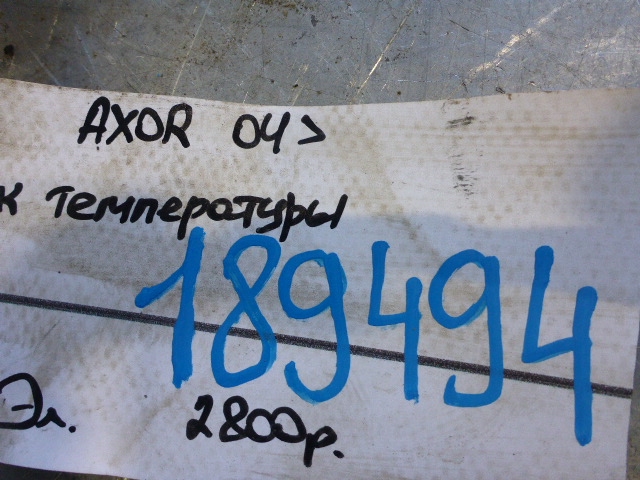 AXOR 04>
к температуры
189494
Эл. 2800р.